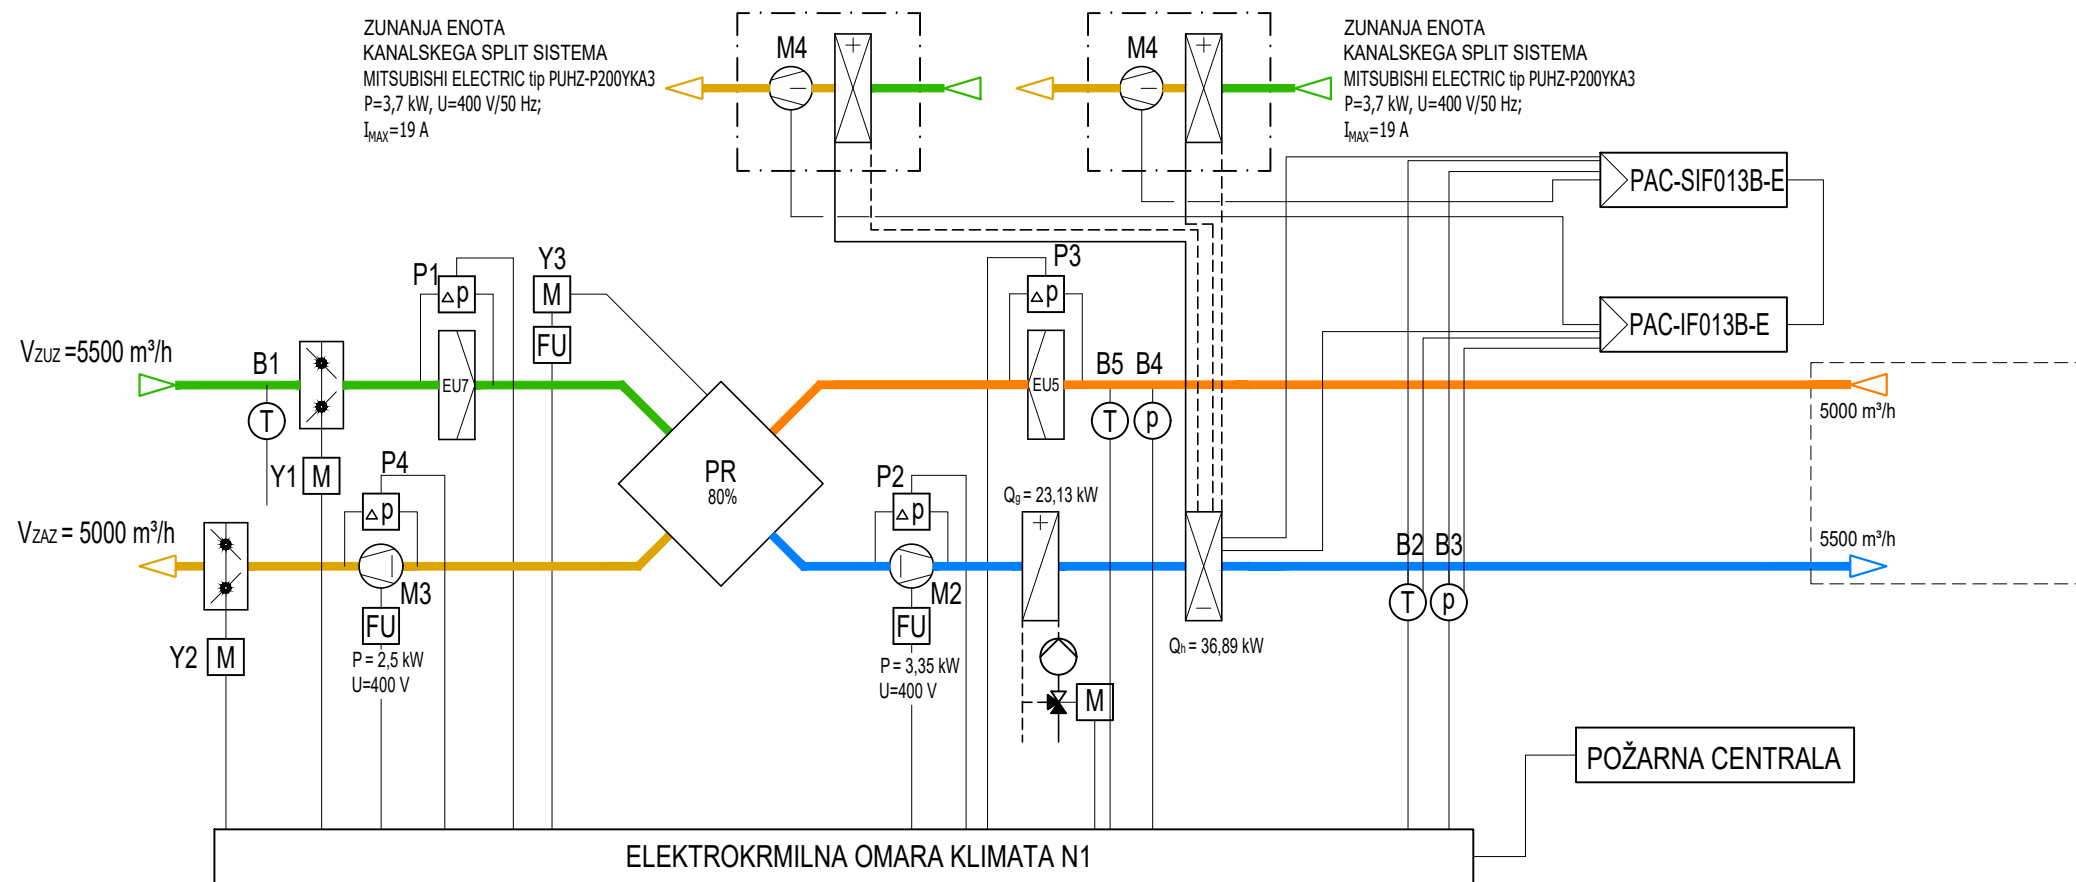 ZUNANJA ENOTA
KANALSKEGA SPLIT SISTEMA
MITSUBISHI ELECTRIC tip PUHZ-P200YKA3
P=3,7 kW, U=400 V/50 Hz;
IMAX=19 A
M4
+
−
M4
+
−
ZUNANJA ENOTA
KANALSKEGA SPLIT SISTEMA
MITSUBISHI ELECTRIC tip PUHZ-P200YKA3
P=3,7 kW, U=400 V/50 Hz;
IMAX=19 A
PAC-SIF013B-E
PAC-IF013B-E
P1
△p
Y3
M
FU
P3
△p
VZUZ =5500 m³/h
B1
T
EU7
EU5
B5
T
B4
p
5000 m³/h
Y1
M
P4
△p
PR
80%
P2
△p
Qg = 23,13 kW
+
VZAZ = 5000 m³/h
M3
FU
M2
FU
B2
T
B3
p
5500 m³/h
−
Y2
M
P = 2,5 kW
U=400 V
P = 3,35 kW
U=400 V
Qh = 36,89 kW
M
POŽARNA CENTRALA
ELEKTROKRMILNA OMARA KLIMATA N1